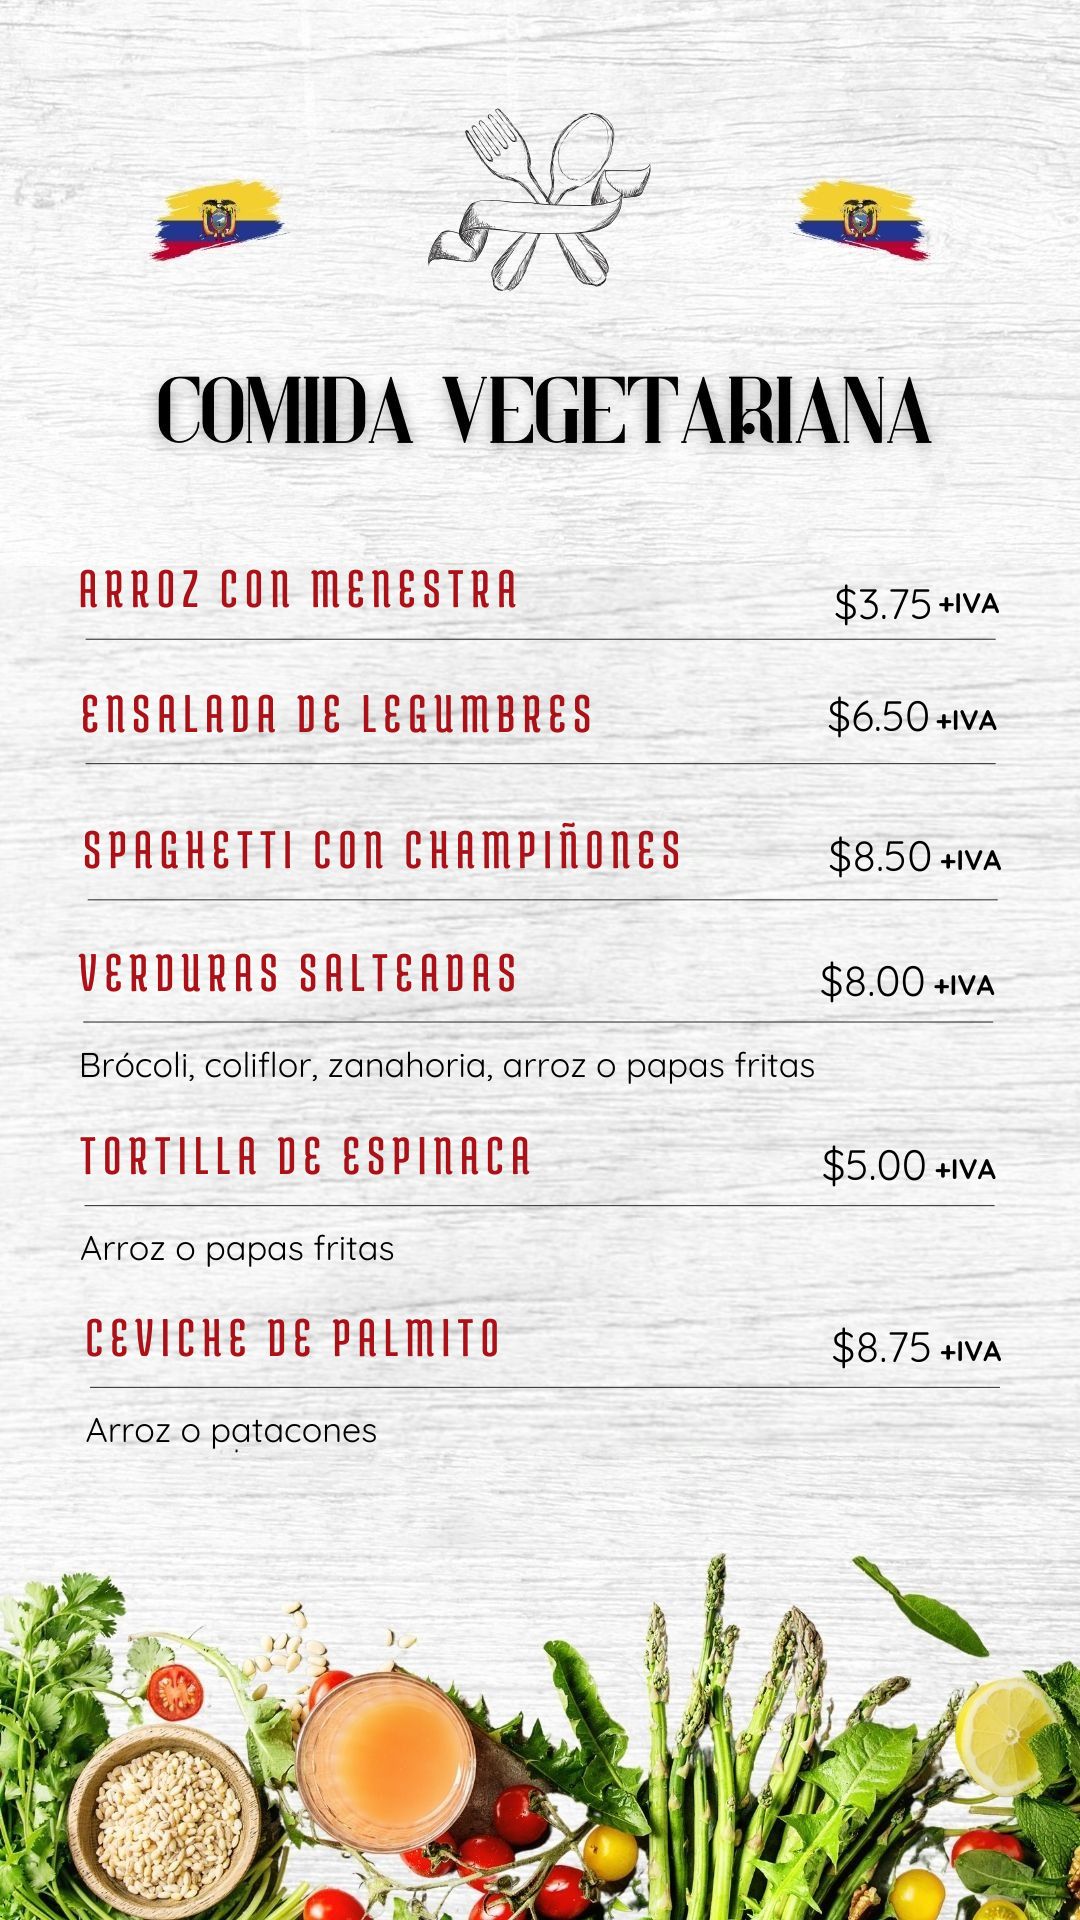 COMIDA VEGETARIANA
ARROZ CON MENESTRA $3.75 +IVA
ENSALADA DE LEGUMBRES $6.50 +IVA
SPAGHETTI CON CHAMPIÑONES $8.50 +IVA
VERDURAS SALTEADAS $8.00 +IVA
Brócoli, coliflor, zanahoria, arroz o papas fritas
TORTILLA DE ESPINACA $5.00 +IVA
Arroz o papas fritas
CEVICHE DE PALMITO $8.75 +IVA
Arroz o patacones